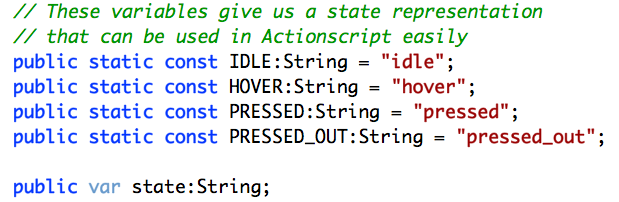 // These variables give us a state representation
// that can be used in Actionscript easily
public static const IDLE:String = "idle";
public static const HOVER:String = "hover";
public static const PRESSED:String = "pressed";
public static const PRESSED_OUT:String = "pressed_out";
public var state:String;